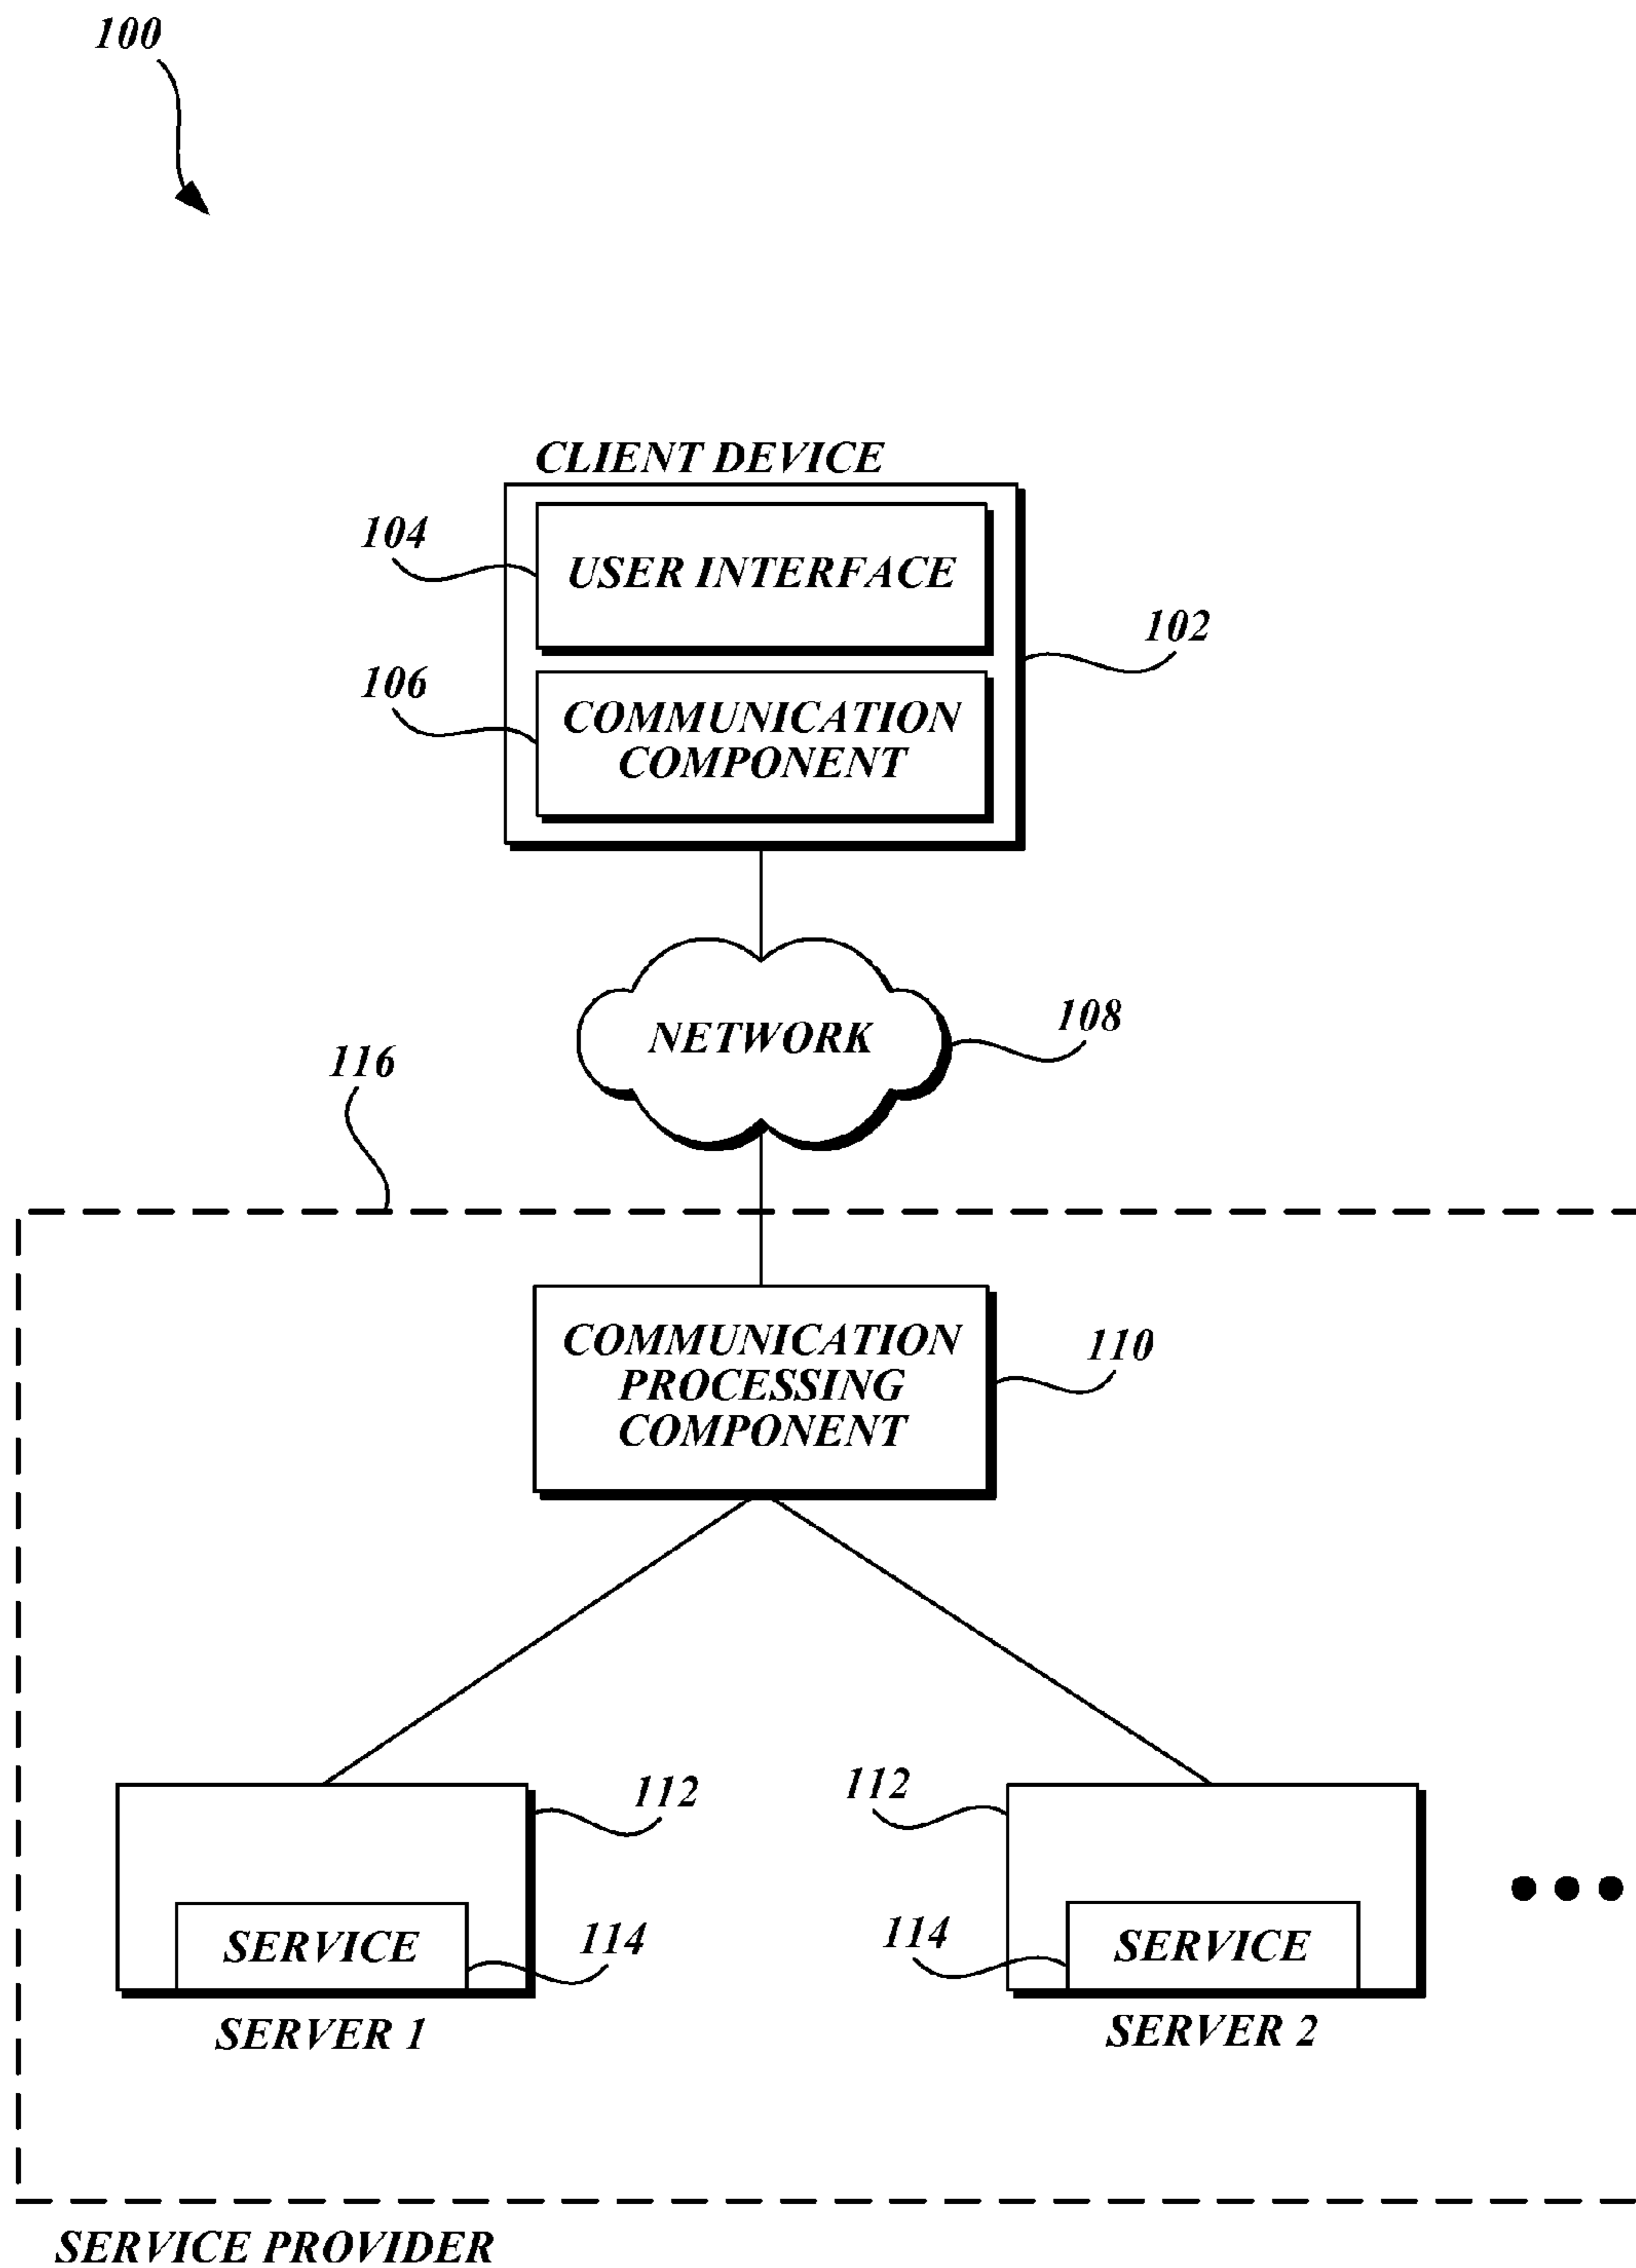 100
CLIENT DEVICE
104
USER INTERFACE
102
106
COMMUNICATION
COMPONENT
NETWORK
108
116
COMMUNICATION
PROCESSING
COMPONENT
110
112
112
SERVICE
114
114
SERVICE
SERVER 1
SERVER 2
SERVICE PROVIDER